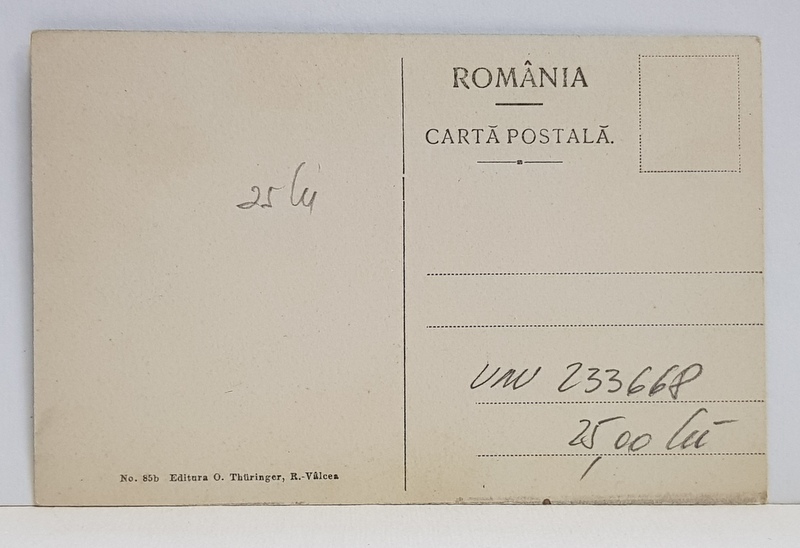 ROMÂNIA
CARTĂ POSTALĂ.
25 lei
233668
25,00 lei
No. 85b Editura O. Thüringer, R.-Vâlcea